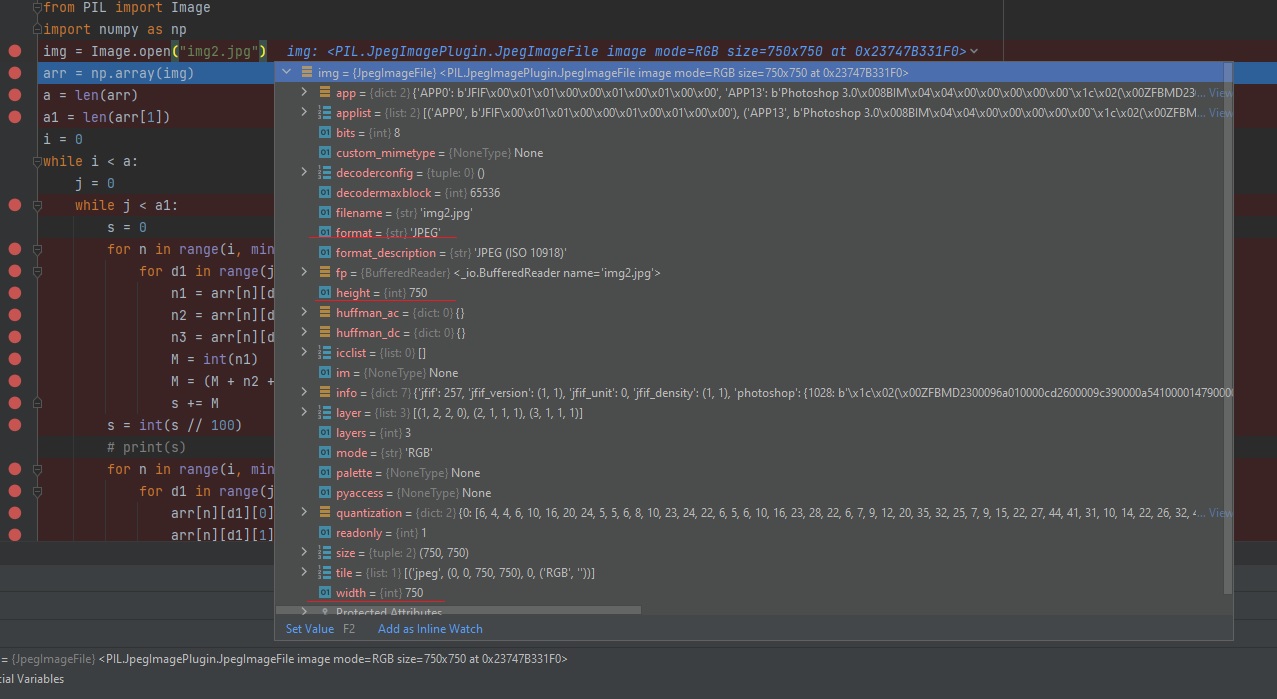 from PIL import Image
import numpy as np
img = Image.open("img2.jpg")   img: <PIL.JpegImagePlugin.JpegImageFile image mode=RGB size=750x750 at 0x23747B331F0>
arr = np.array(img)
a = len(arr)
a1 = len(arr[1])
i = 0
while i < a:
j = 0
while j < a1:
s = 0
for n in range(i, min
for d1 in range(j
n1 = arr[n][d
n2 = arr[n][d
n3 = arr[n][d
M = int(n1)
M = (M + n2 +
s += M
s = int(s // 100)
# print(s)
for n in range(i, min
for d1 in range(j
arr[n][d1][0]
arr[n][d1][1]
img = {JpegImageFile} <PIL.JpegImagePlugin.JpegImageFile image mode=RGB size=750x750 at 0x23747B331F0>
app = {dict: 2} {'APP0': b'JFIF\x00\x01\x01\x00\x00\x01\x00\x01\x00\x00', 'APP13': b'Photoshop 3.0\x008BIM\x04\x04\x00\x00\x00\x00\x00`\x1c\x02(\x00ZFBMD23... View
applist = {list: 2} [('APP0', b'JFIF\x00\x01\x01\x00\x00\x01\x00\x01\x00\x00'), ('APP13', b'Photoshop 3.0\x008BIM\x04\x04\x00\x00\x00\x00\x00`\x1c\x02(\x00ZFBM... View
bits = {int} 8
custom_mimetype = {NoneType} None
decoderconfig = {tuple: 0} ()
decodermaxblock = {int} 65536
filename = {str} 'img2.jpg'
format = {str} 'JPEG'
format_description = {str} 'JPEG (ISO 10918)'
fp = {BufferedReader} <_io.BufferedReader name='img2.jpg'>
height = {int} 750
huffman_ac = {dict: 0} {}
huffman_dc = {dict: 0} {}
icclist = {list: 0} []
im = {NoneType} None
info = {dict: 7} {'jfif': 257, 'jfif_version': (1, 1), 'jfif_unit': 0, 'jfif_density': (1, 1), 'photoshop': {1028: b'\x1c\x02(\x00ZFBMD2300096a010000cd2600009c390000a541000014790000
layer = {list: 3} [(1, 2, 2, 0), (2, 1, 1, 1), (3, 1, 1, 1)]
layers = {int} 3
mode = {str} 'RGB'
palette = {NoneType} None
pyaccess = {NoneType} None
quantization = {dict: 2} {0: [6, 4, 4, 6, 10, 16, 20, 24, 5, 5, 6, 8, 10, 23, 24, 22, 6, 5, 6, 10, 16, 23, 28, 22, 6, 7, 9, 12, 20, 35, 32, 25, 7, 9, 15, 22, 27, 44, 41, 31, 10, 14, 22, 26, 32, 4... View
readonly = {int} 1
size = {tuple: 2} (750, 750)
tile = {list: 1} [('jpeg', (0, 0, 750, 750), 0, ('RGB', ''))]
width = {int} 750
Protected Attributes
Set Value F2 Add as Inline Watch
= {JpegImageFile} <PIL.JpegImagePlugin.JpegImageFile image mode=RGB size=750x750 at 0x23747B331F0>
cial Variables